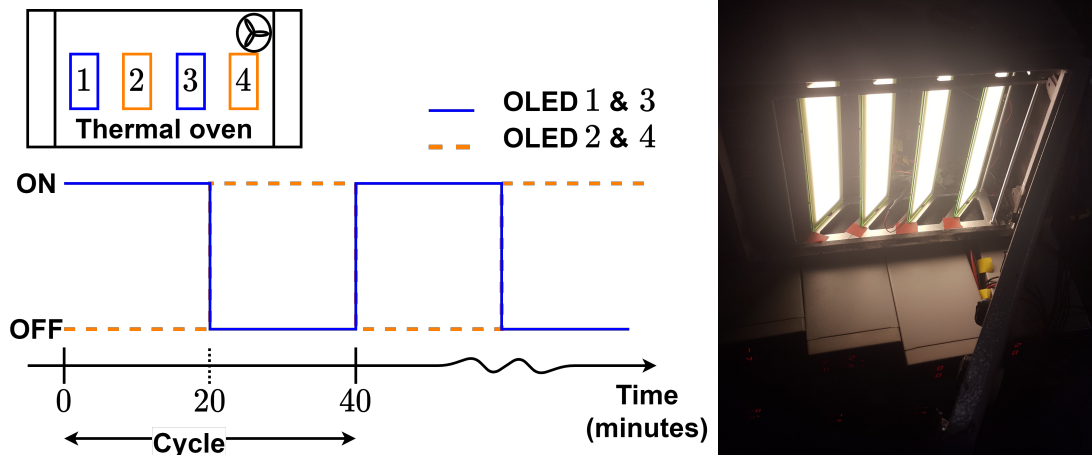 1 2 3 4
Thermal oven
OLED 1 & 3
OLED 2 & 4
ON
OFF
0 20 40
Time
(minutes)
Cycle